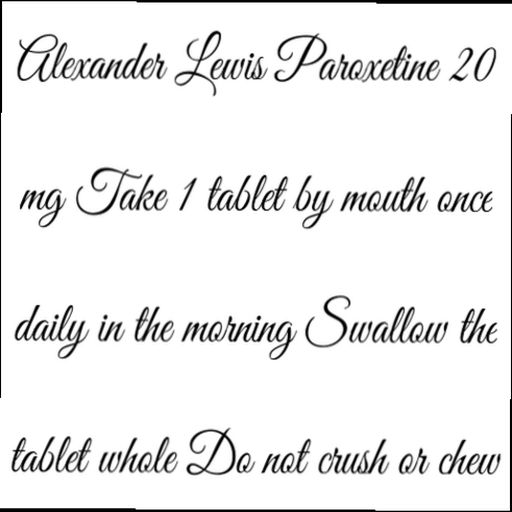 Alexander Lewis Paroxetine 20
mg Take 1 tablet by mouth once
daily in the morning Swallow the
tablet whole Do not crush or chew